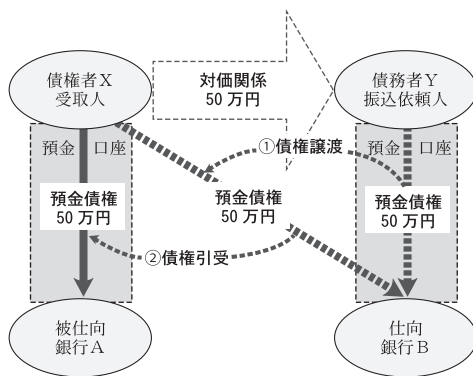 債権者X
受取人
対価関係
50万円
債務者Y
振込依頼人
預金 口座
預金 口座
①債権譲渡
預金債権
50万円
預金債権
50万円
預金債権
50万円
②債権引受
被仕向
銀行A
仕向
銀行B